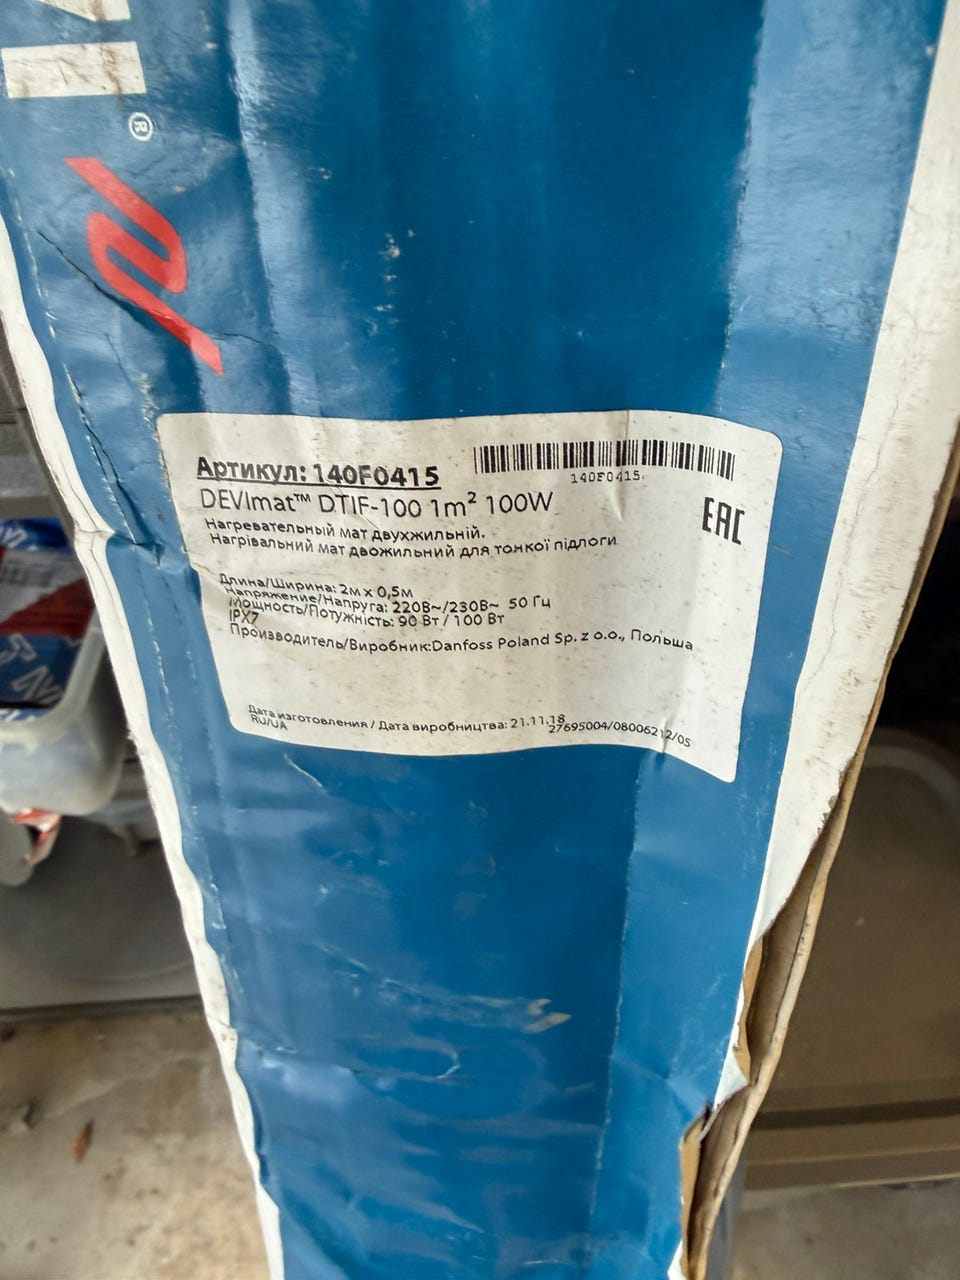 ®
Артикул: 140F0415
140F0415
DEVImat™ DTIF-100 1m² 100W
EAC
Нагревательный мат двухжильній.
Нагрівальний мат двожильний для тонкої підлоги
Длина/Ширина: 2м x 0,5м
Напряжение/Напруга: 220В~/230В~ 50 Гц
Мощность/Потужність: 90 Вт / 100 Вт
IPX7
Производитель/Виробник:Danfoss Poland Sp. z o.o., Польша
Дата изготовления / Дата виробництва: 21.11.18
RU/UA
27695004/08006212/05